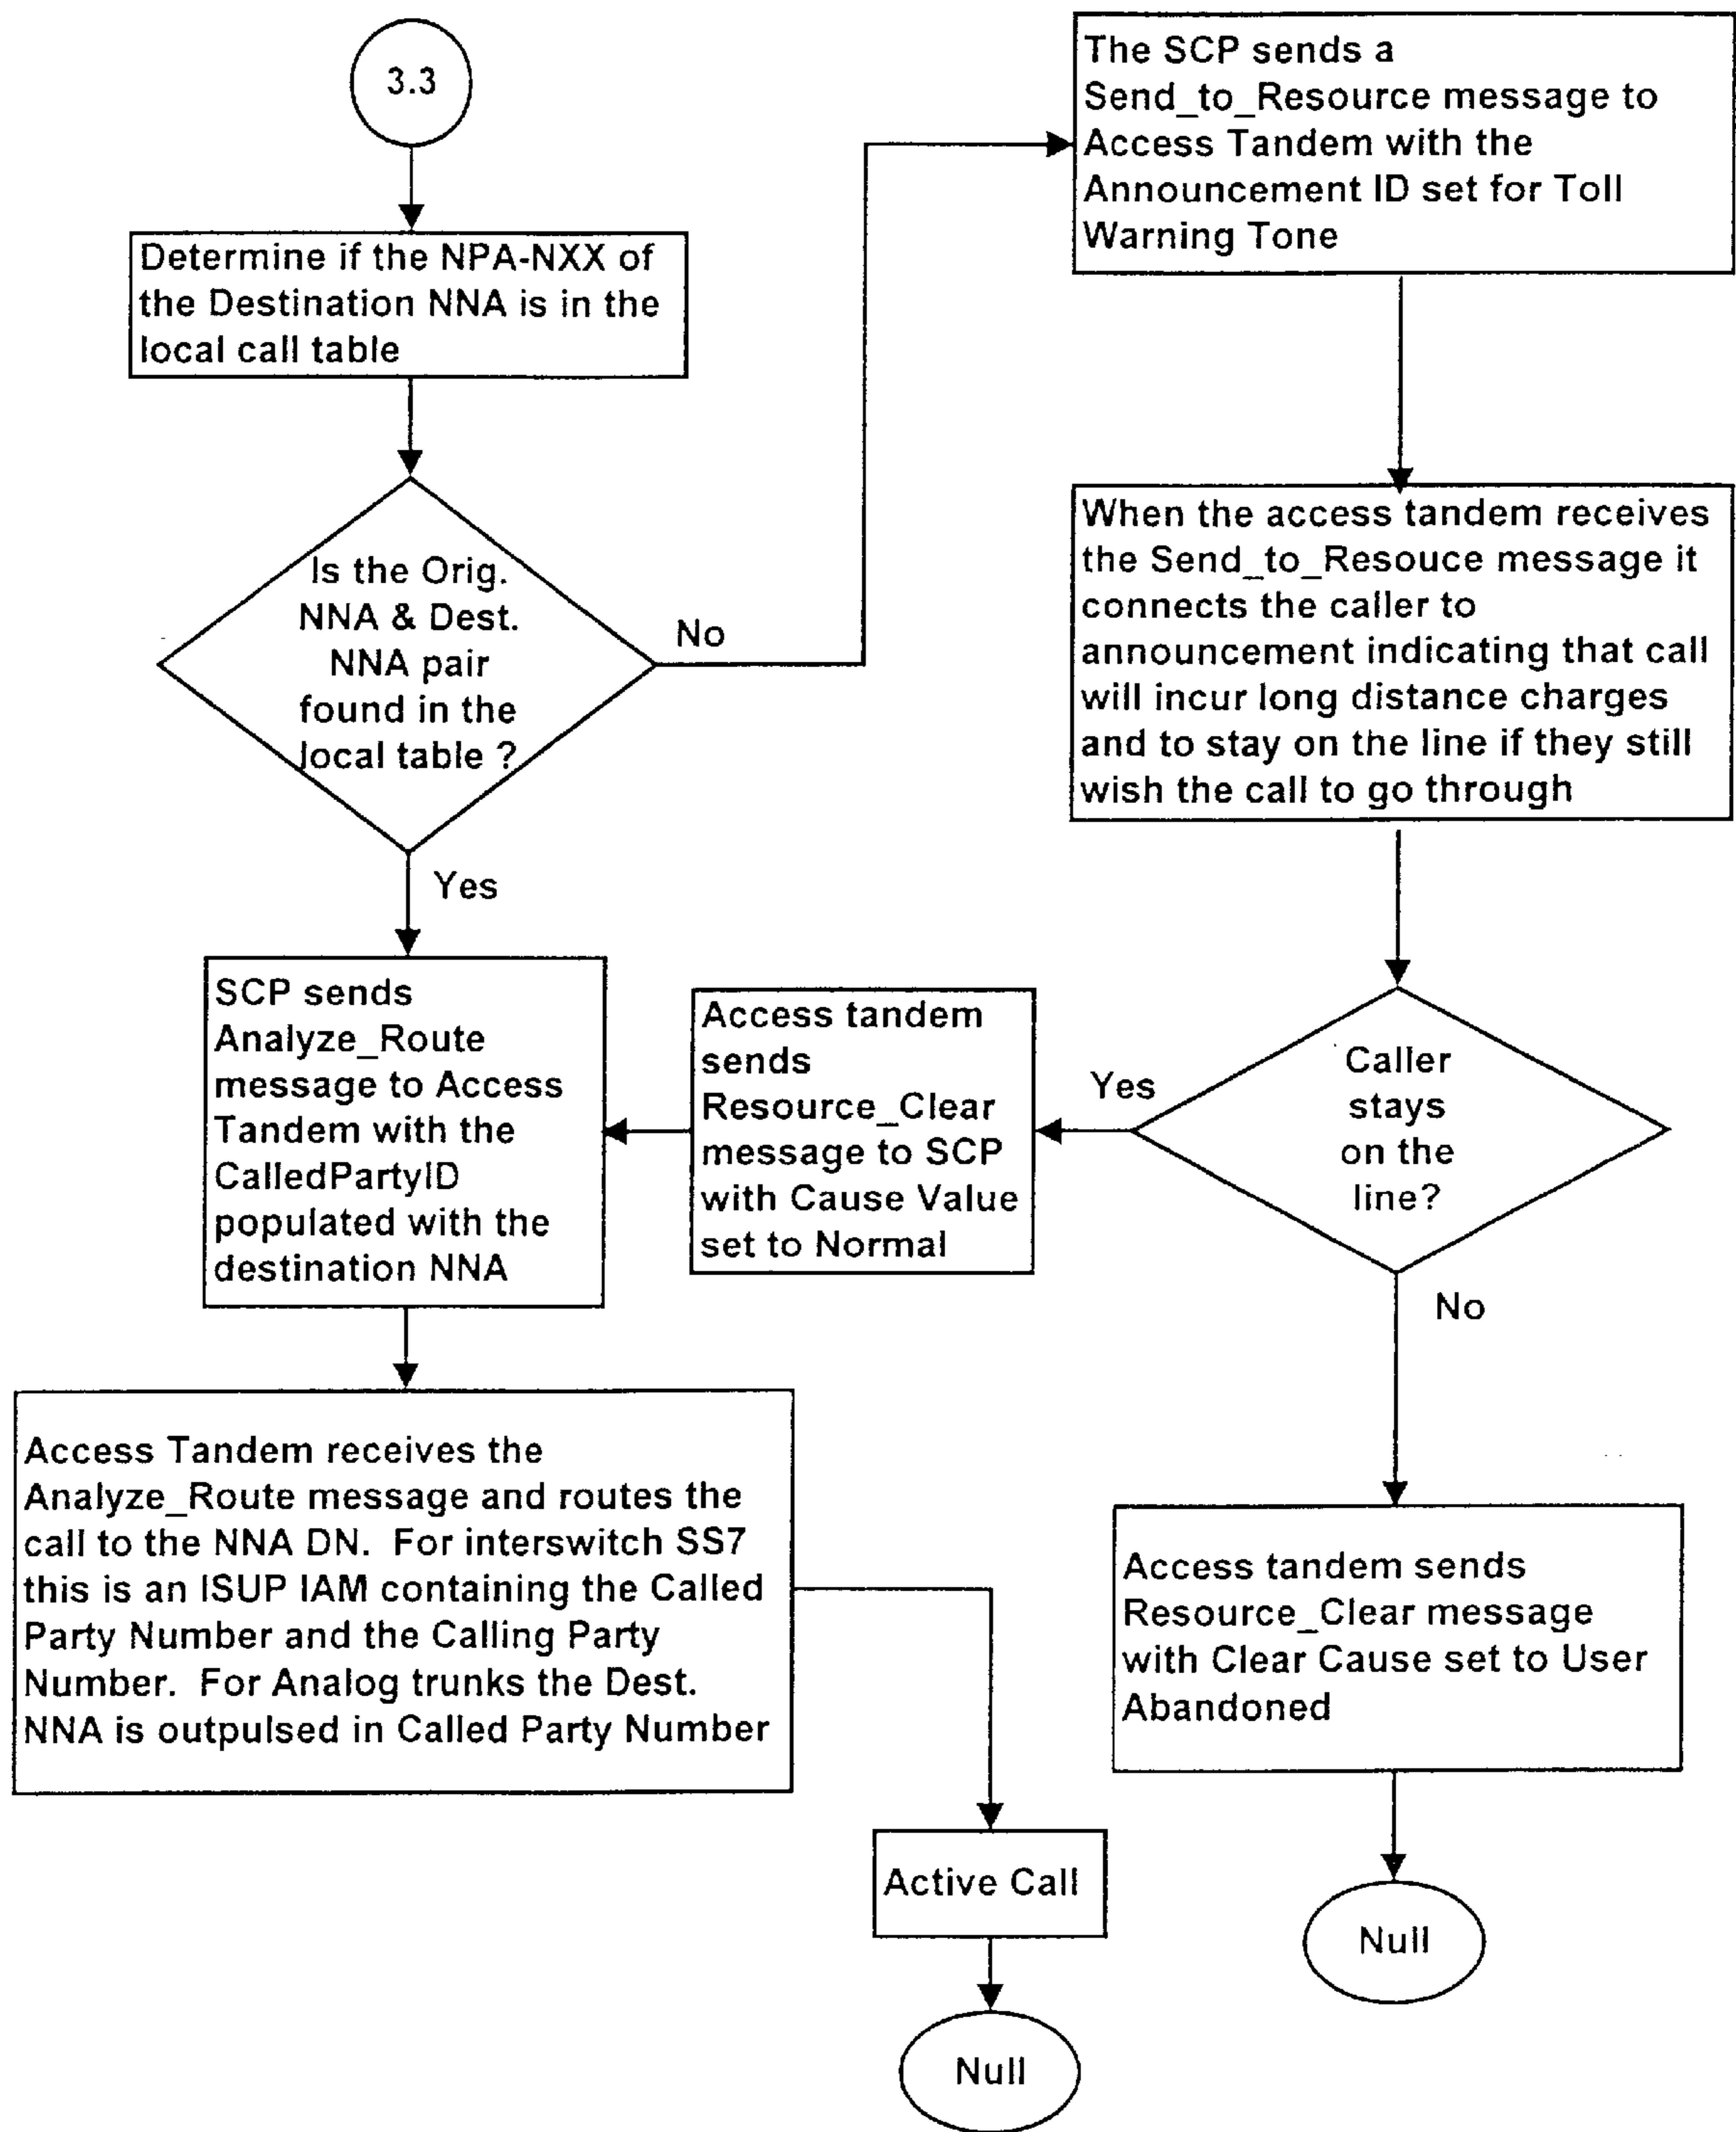 3.3
Determine if the NPA-NXX of
the Destination NNA is in the
local call table
Is the Orig.
NNA & Dest.
NNA pair
found in the
local table ?
No
Yes
The SCP sends a
Send_to_Resource message to
Access Tandem with the
Announcement ID set for Toll
Warning Tone
When the access tandem receives
the Send_to_Resouce message it
connects the caller to
announcement indicating that call
will incur long distance charges
and to stay on the line if they still
wish the call to go through
Caller
stays
on the
line?
Yes
No
Access tandem
sends
Resource_Clear
message to SCP
with Cause Value
set to Normal
SCP sends
Analyze_Route
message to Access
Tandem with the
CalledPartyID
populated with the
destination NNA
Access Tandem receives the
Analyze_Route message and routes the
call to the NNA DN.  For interswitch SS7
this is an ISUP IAM containing the Called
Party Number and the Calling Party
Number.  For Analog trunks the Dest.
NNA is outpulsed in Called Party Number
Access tandem sends
Resource_Clear message
with Clear Cause set to User
Abandoned
Active Call
Null
Null